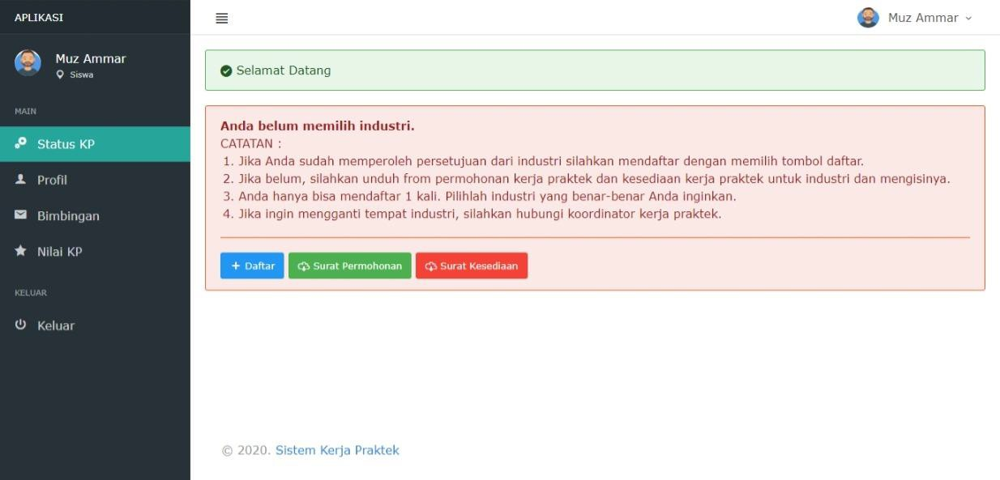 APLIKASI
Muz Ammar
Muz Ammar
Siswa
MAIN
Status KP
Profil
Bimbingan
Nilai KP
KELUAR
Keluar
Selamat Datang
Anda belum memilih industri.
CATATAN :
1. Jika Anda sudah memperoleh persetujuan dari industri silahkan mendaftar dengan memilih tombol daftar.
2. Jika belum, silahkan unduh from permohonan kerja praktek dan kesediaan kerja praktek untuk industri dan mengisinya.
3. Anda hanya bisa mendaftar 1 kali. Pilihlah industri yang benar-benar Anda inginkan.
4. Jika ingin mengganti tempat industri, silahkan hubungi koordinator kerja praktek.
+ Daftar
Surat Permohonan
Surat Kesediaan
© 2020. Sistem Kerja Praktek